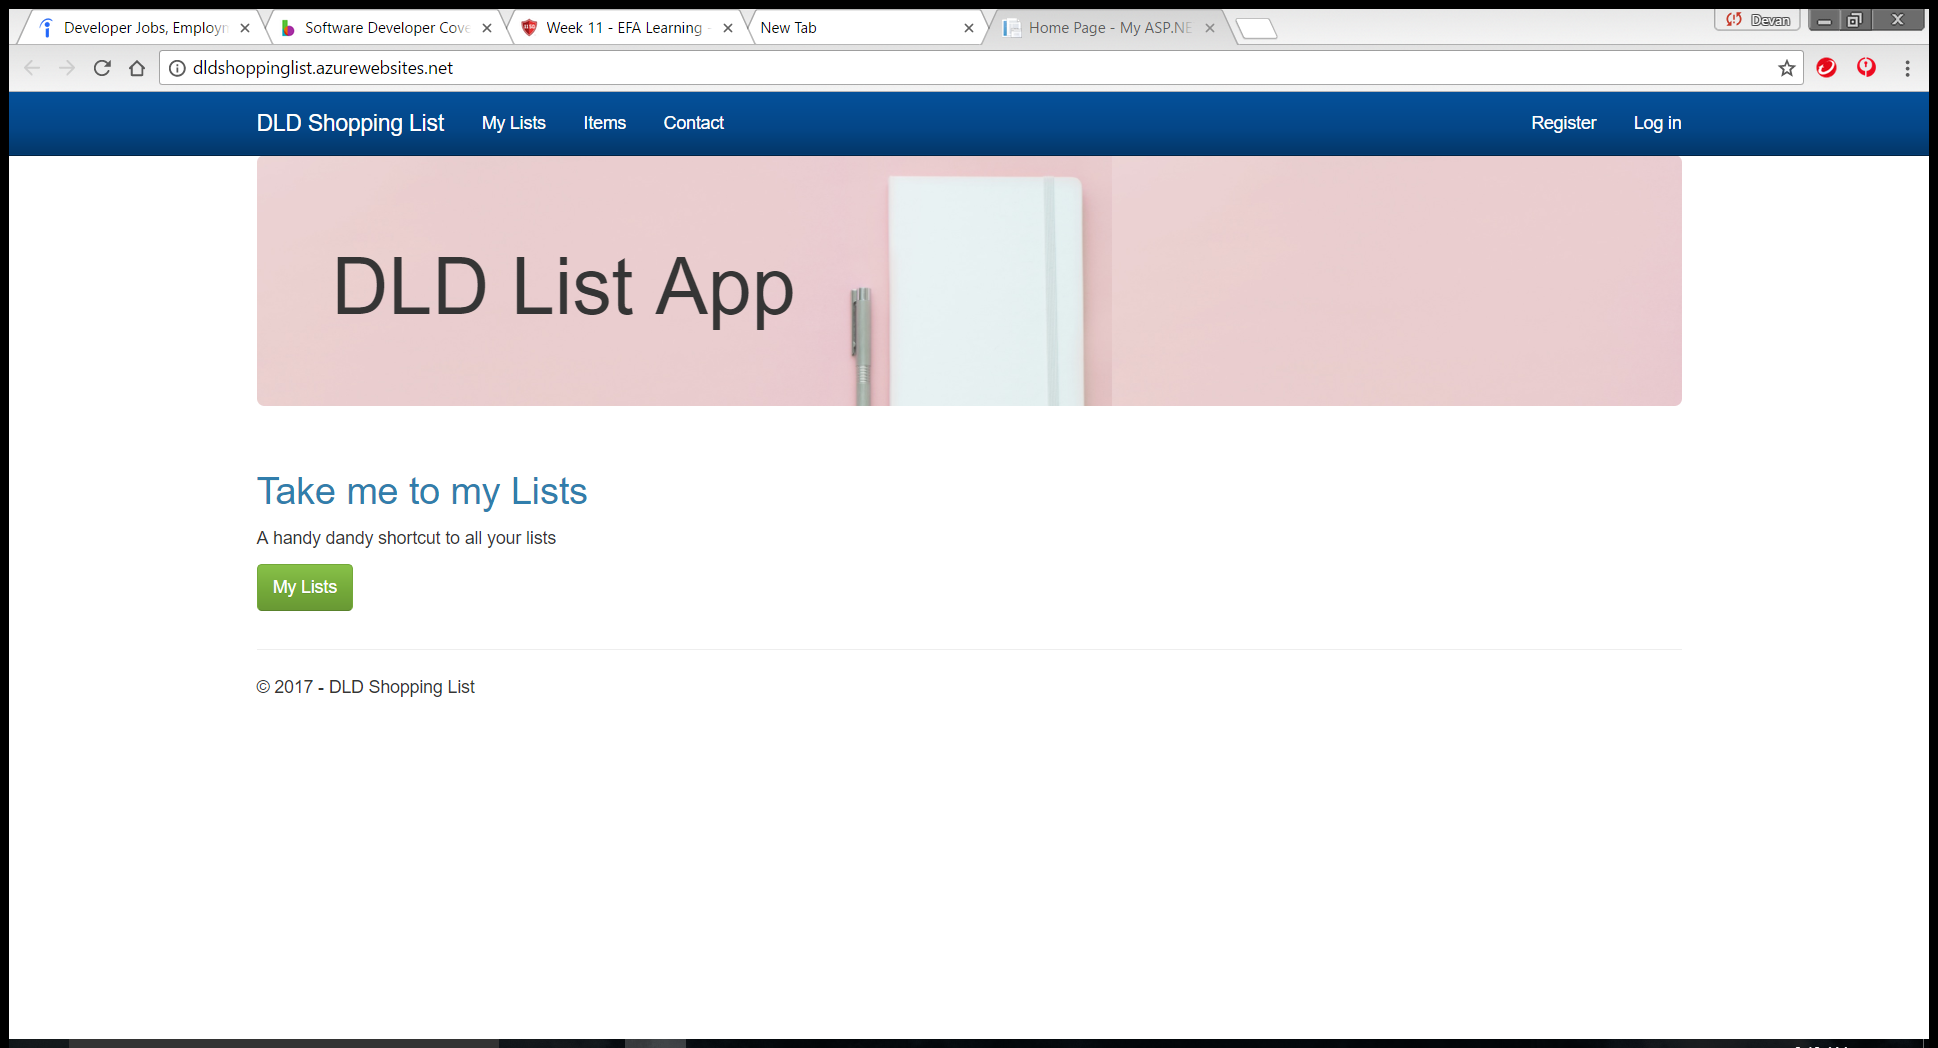 Developer Jobs, Employn
Software Developer Cove
Week 11 - EFA Learning -
New Tab
Home Page - My ASP.NE
Devan
dldshoppinglist.azurewebsites.net
DLD Shopping List My Lists Items Contact Register Log in
DLD List App
Take me to my Lists
A handy dandy shortcut to all your lists
My Lists
© 2017 - DLD Shopping List